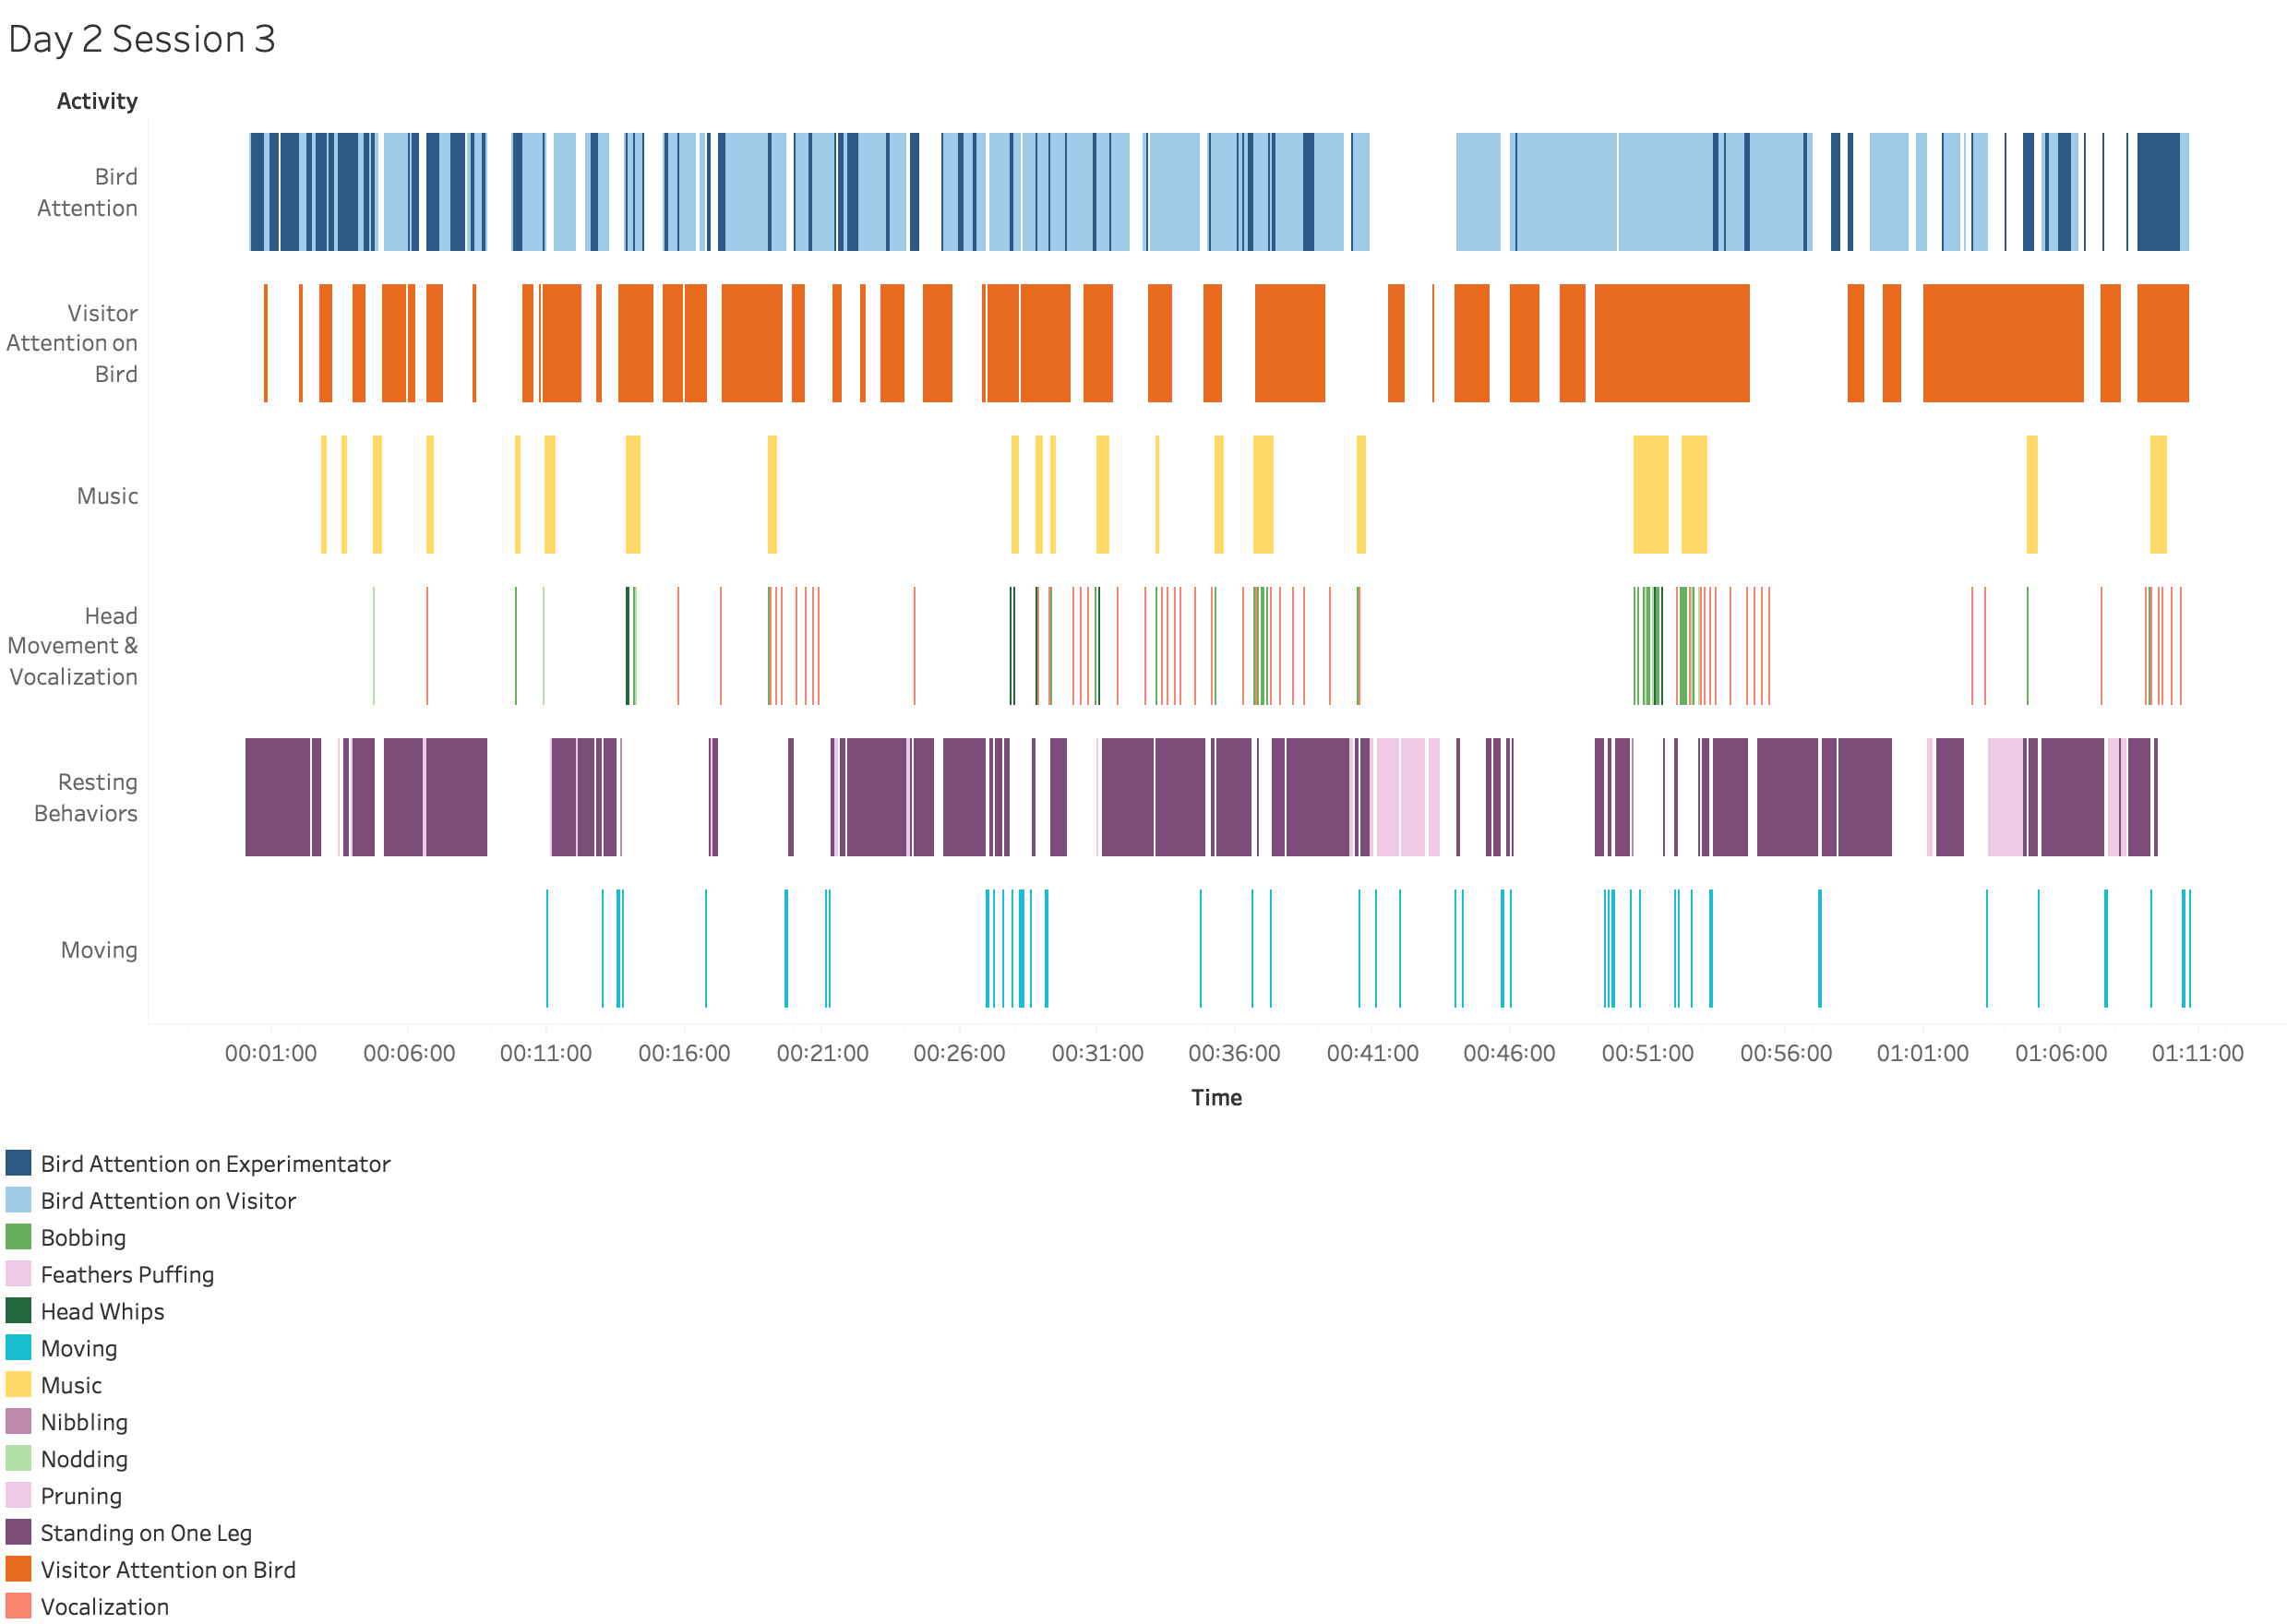 Day 2 Session 3
Activity
Bird
Attention
Visitor
Attention on
Bird
Music
Head
Movement &
Vocalization
Resting
Behaviors
Moving
00:01:00 00:06:00 00:11:00 00:16:00 00:21:00 00:26:00 00:31:00 00:36:00 00:41:00 00:46:00 00:51:00 00:56:00 01:01:00 01:06:00 01:11:00
Time
Bird Attention on Experimentator
Bird Attention on Visitor
Bobbing
Feathers Puffing
Head Whips
Moving
Music
Nibbling
Nodding
Pruning
Standing on One Leg
Visitor Attention on Bird
Vocalization